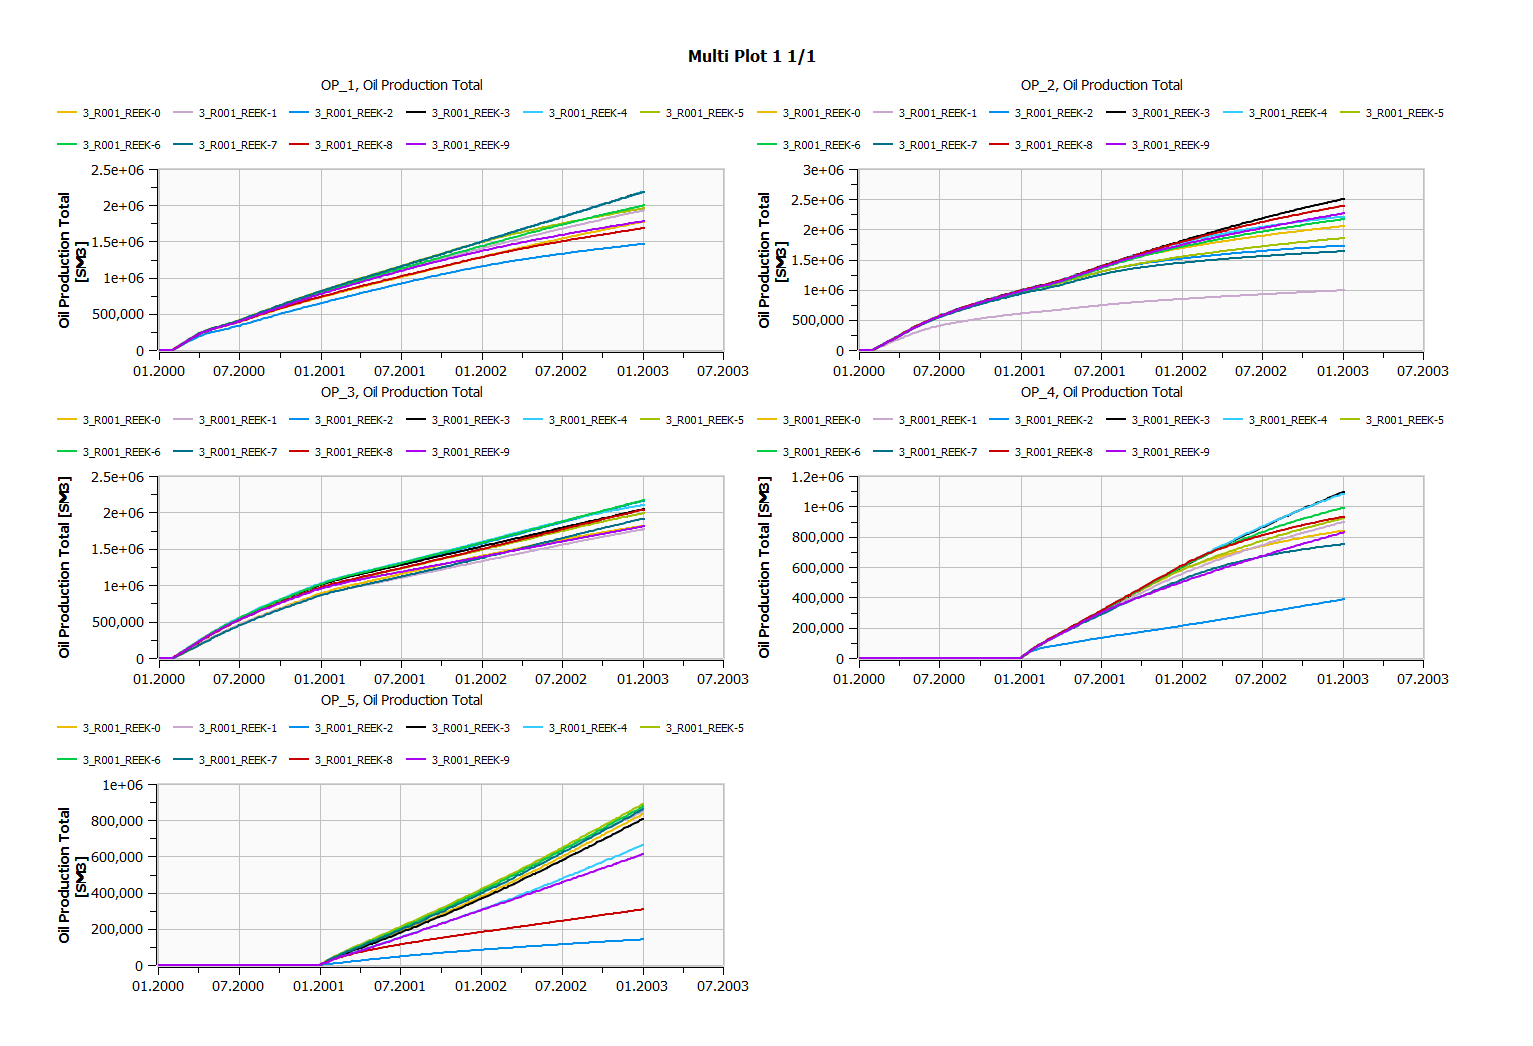 Multi Plot 1 1/1
OP_1, Oil Production Total
3_R001_REEK-0 3_R001_REEK-1 3_R001_REEK-2 3_R001_REEK-3 3_R001_REEK-4 3_R001_REEK-5
3_R001_REEK-6 3_R001_REEK-7 3_R001_REEK-8 3_R001_REEK-9
Oil Production Total
[SM3]
2.5e+06
2e+06
1.5e+06
1e+06
500,000
0
01.2000 07.2000 01.2001 07.2001 01.2002 07.2002 01.2003 07.2003
OP_2, Oil Production Total
3_R001_REEK-0 3_R001_REEK-1 3_R001_REEK-2 3_R001_REEK-3 3_R001_REEK-4 3_R001_REEK-5
3_R001_REEK-6 3_R001_REEK-7 3_R001_REEK-8 3_R001_REEK-9
Oil Production Total
[SM3]
3e+06
2.5e+06
2e+06
1.5e+06
1e+06
500,000
0
01.2000 07.2000 01.2001 07.2001 01.2002 07.2002 01.2003 07.2003
OP_3, Oil Production Total
3_R001_REEK-0 3_R001_REEK-1 3_R001_REEK-2 3_R001_REEK-3 3_R001_REEK-4 3_R001_REEK-5
3_R001_REEK-6 3_R001_REEK-7 3_R001_REEK-8 3_R001_REEK-9
Oil Production Total [SM3]
2.5e+06
2e+06
1.5e+06
1e+06
500,000
0
01.2000 07.2000 01.2001 07.2001 01.2002 07.2002 01.2003 07.2003
OP_4, Oil Production Total
3_R001_REEK-0 3_R001_REEK-1 3_R001_REEK-2 3_R001_REEK-3 3_R001_REEK-4 3_R001_REEK-5
3_R001_REEK-6 3_R001_REEK-7 3_R001_REEK-8 3_R001_REEK-9
Oil Production Total [SM3]
1.2e+06
1e+06
800,000
600,000
400,000
200,000
0
01.2000 07.2000 01.2001 07.2001 01.2002 07.2002 01.2003 07.2003
OP_5, Oil Production Total
3_R001_REEK-0 3_R001_REEK-1 3_R001_REEK-2 3_R001_REEK-3 3_R001_REEK-4 3_R001_REEK-5
3_R001_REEK-6 3_R001_REEK-7 3_R001_REEK-8 3_R001_REEK-9
Oil Production Total
[SM3]
1e+06
800,000
600,000
400,000
200,000
0
01.2000 07.2000 01.2001 07.2001 01.2002 07.2002 01.2003 07.2003